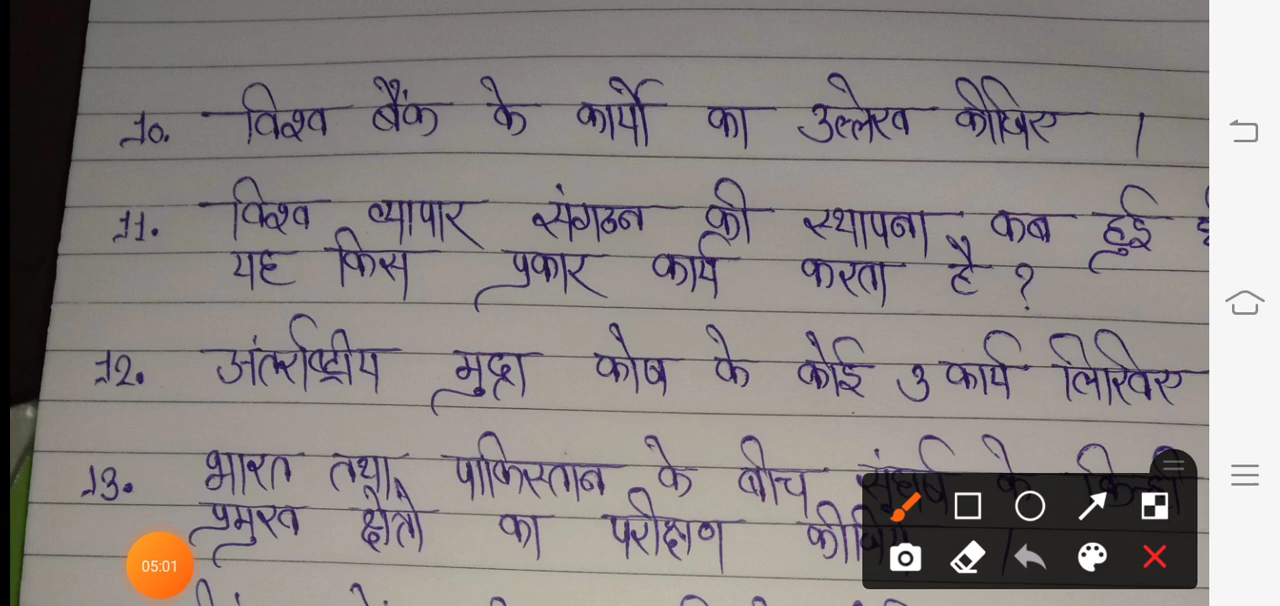 10. विश्व बैंक के कार्यो का उल्लेख कीजिए ।
11. विश्व व्यापार संगठन की स्थापना कब हुई
यह किस प्रकार कार्य करता है ?
12. अंतर्राष्ट्रीय मुद्रा कोष के कोई 3 कार्य लिखिए
13. भारत तथा पाकिस्तान के बीच संघर्ष के किन्ही
प्रमुख क्षेत्रो का परीक्षण कीजिए ।
05:01